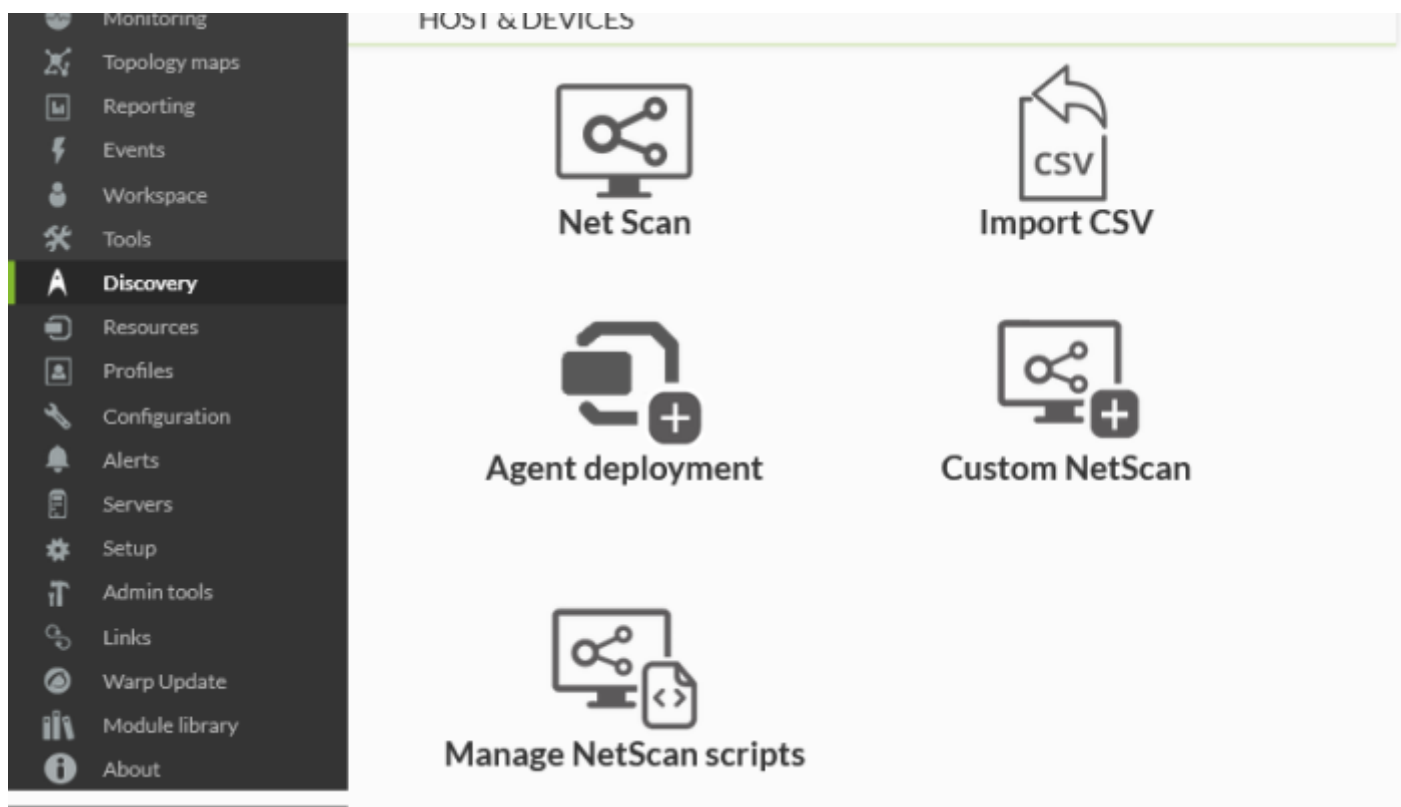 Monitoring
Topology maps
Reporting
Events
Workspace
Tools
Discovery
Resources
Profiles
Configuration
Alerts
Servers
Setup
Admin tools
Links
Warp Update
Module library
About
HOST & DEVICES
Net Scan
CSV
Import CSV
Agent deployment
Custom NetScan
Manage NetScan scripts